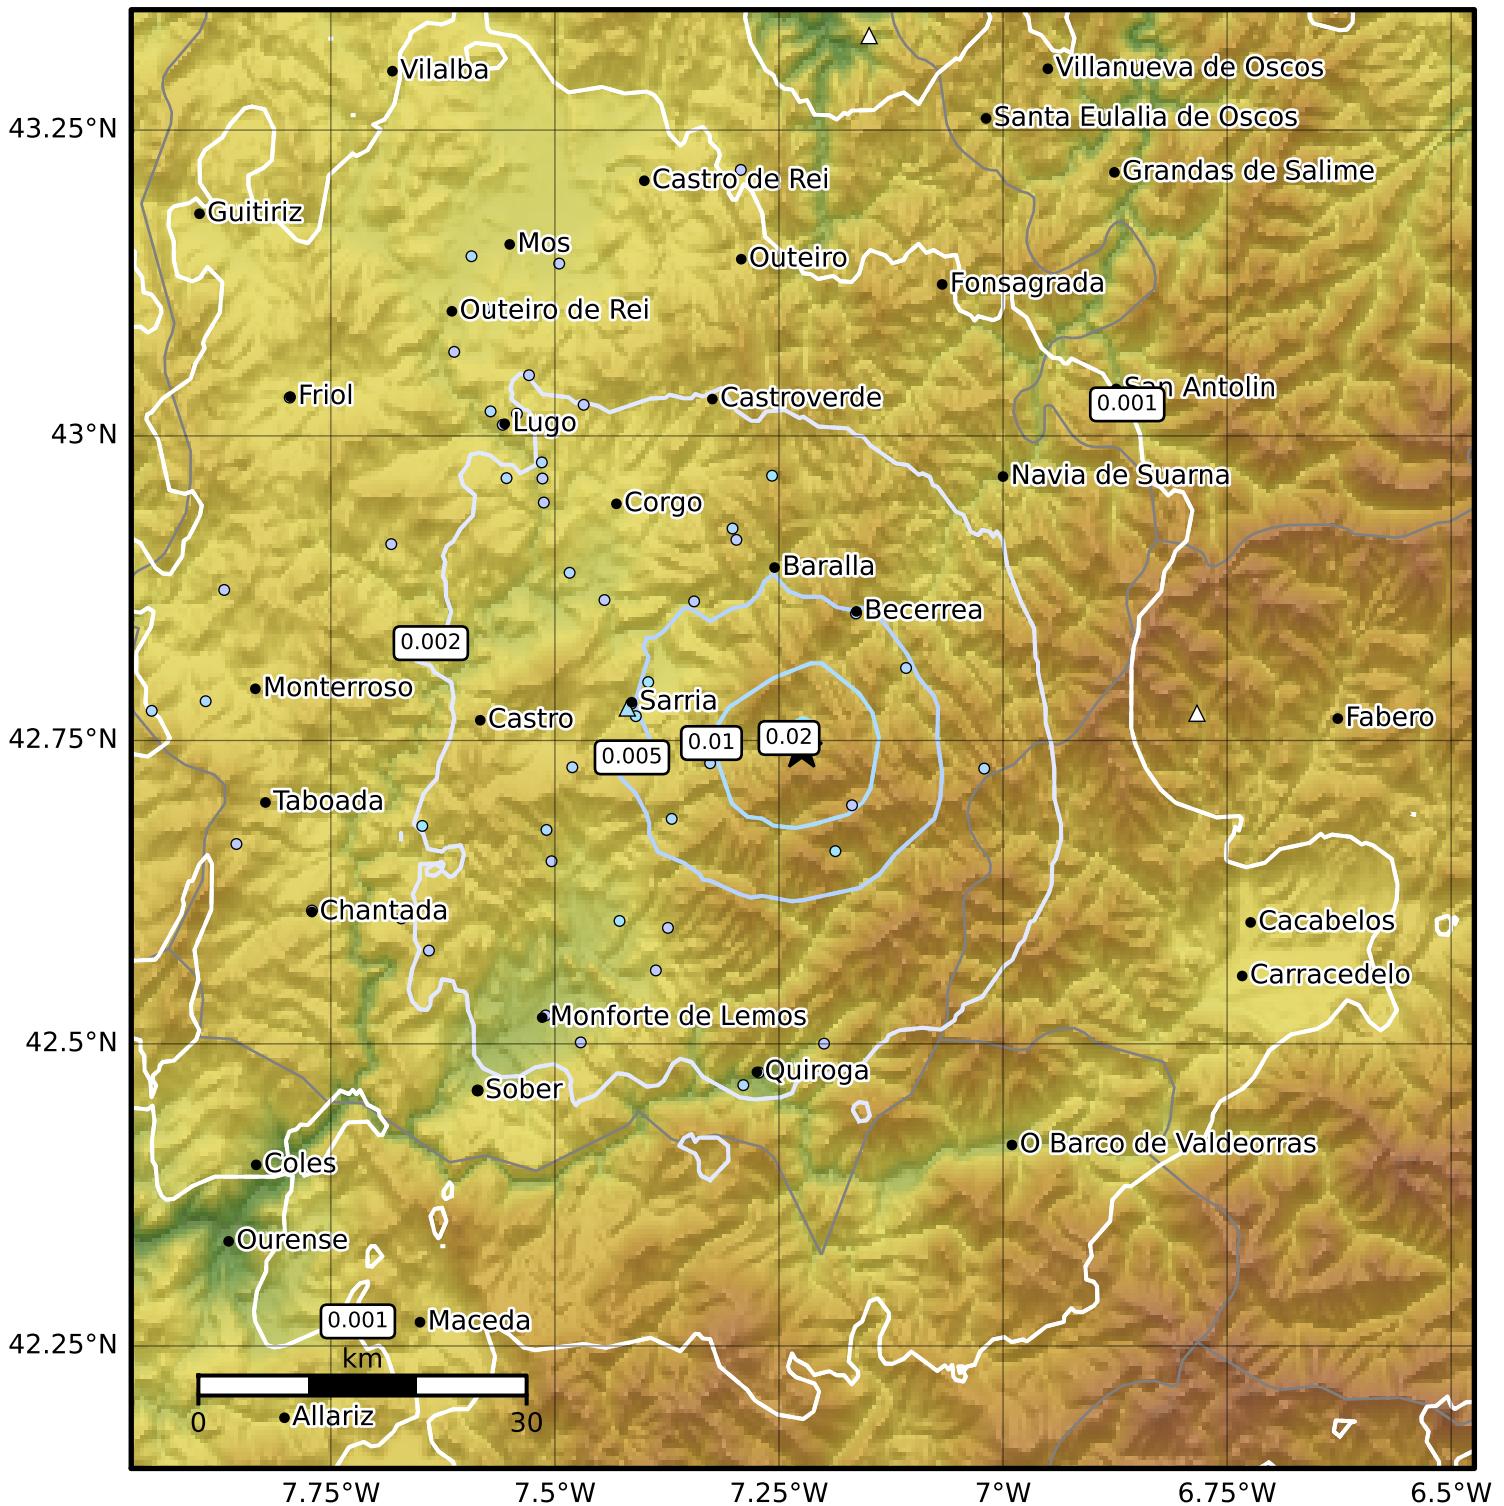 Vilalba
Villanueva de Oscos
Santa Eulalia de Oscos
43.25°N
Castro de Rei
Grandas de Salime
Guitiriz
Mos
Outeiro
Fonsagrada
Outeiro de Rei
San Antolin
Friol
Castroverde
0.001
Lugo
43°N
Navia de Suarna
Corgo
Baralla
Becerrea
0.002
Monterroso
Sarria
Castro
Fabero
42.75°N
0.005
0.01
0.02
Taboada
Chantada
Cacabelos
Carracedelo
Monforte de Lemos
42.5°N
Quiroga
Sober
O Barco de Valdeorras
Coles
Ourense
0.001
Maceda
42.25°N
km
0
30
Allariz
7.75°W
7.5°W
7.25°W
7°W
6.75°W
6.5°W